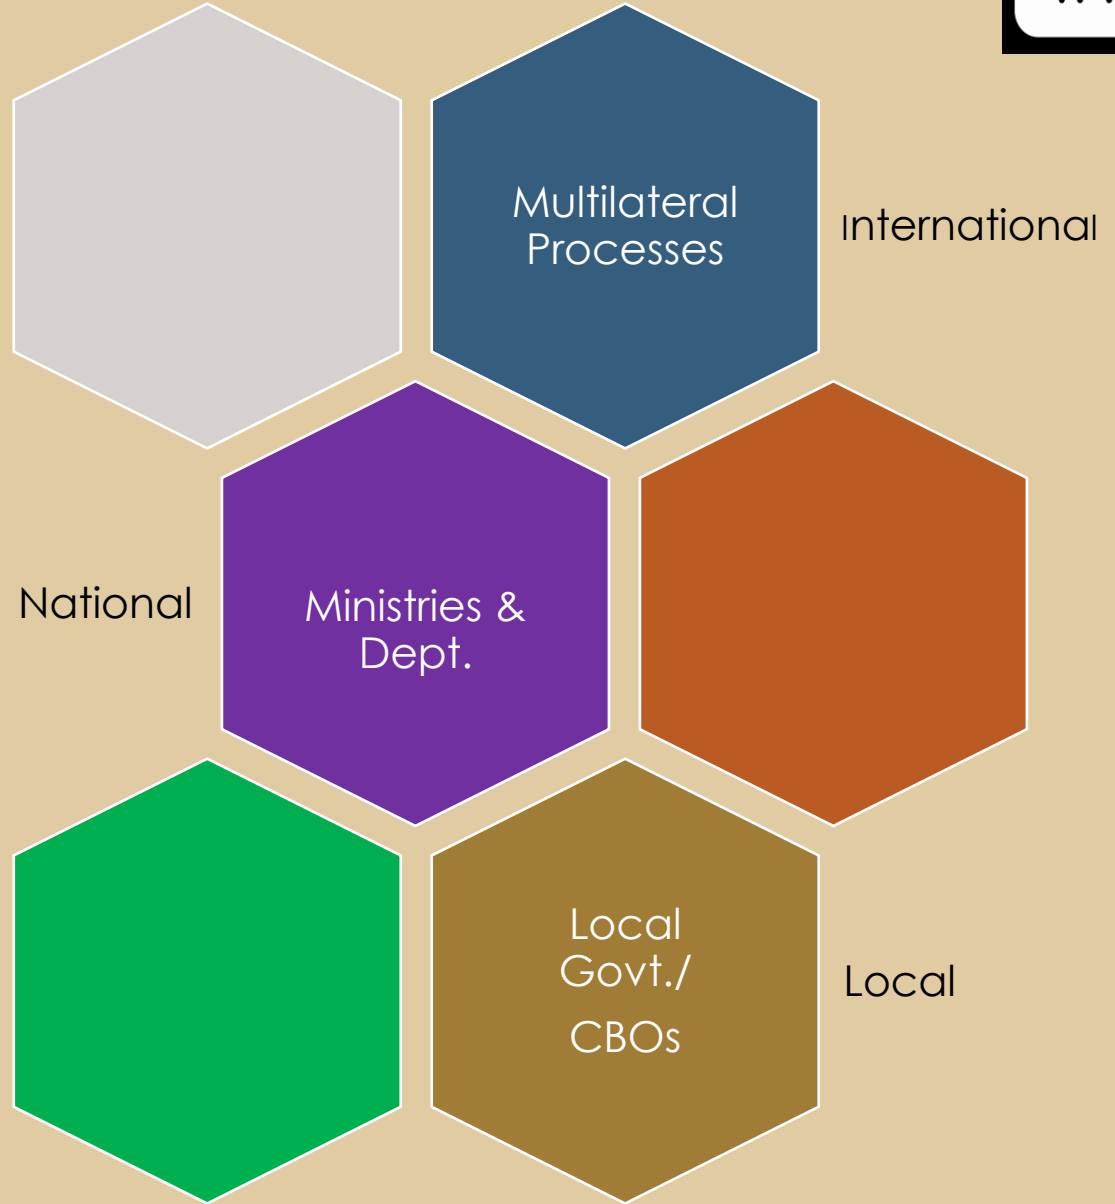 Multilateral
Processes
International
National
Ministries &
Dept.
Local
Govt./
CBOs
Local